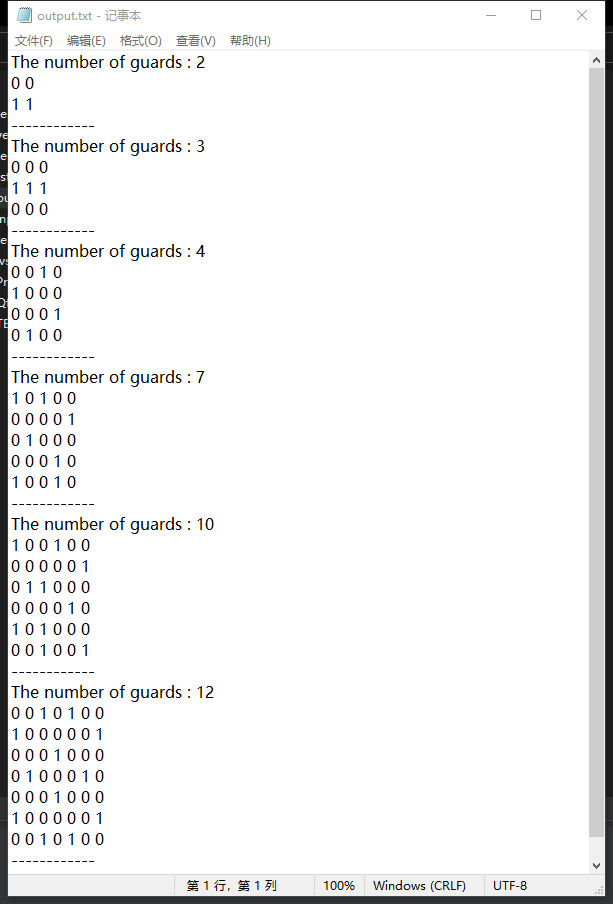 output.txt - 记事本
文件(F) 编辑(E) 格式(O) 查看(V) 帮助(H)
The number of guards : 2
0 0
1 1
------------
The number of guards : 3
0 0 0
1 1 1
0 0 0
------------
The number of guards : 4
0 0 1 0
1 0 0 0
0 0 0 1
0 1 0 0
------------
The number of guards : 7
1 0 1 0 0
0 0 0 0 1
0 1 0 0 0
0 0 0 1 0
1 0 0 1 0
------------
The number of guards : 10
1 0 0 1 0 0
0 0 0 0 0 1
0 1 1 0 0 0
0 0 0 0 1 0
1 0 1 0 0 0
0 0 1 0 0 1
------------
The number of guards : 12
0 0 1 0 1 0 0
1 0 0 0 0 0 1
0 0 0 1 0 0 0
0 1 0 0 0 1 0
0 0 0 1 0 0 0
1 0 0 0 0 0 1
0 0 1 0 1 0 0
------------
第 1 行，第 1 列 100% Windows (CRLF) UTF-8